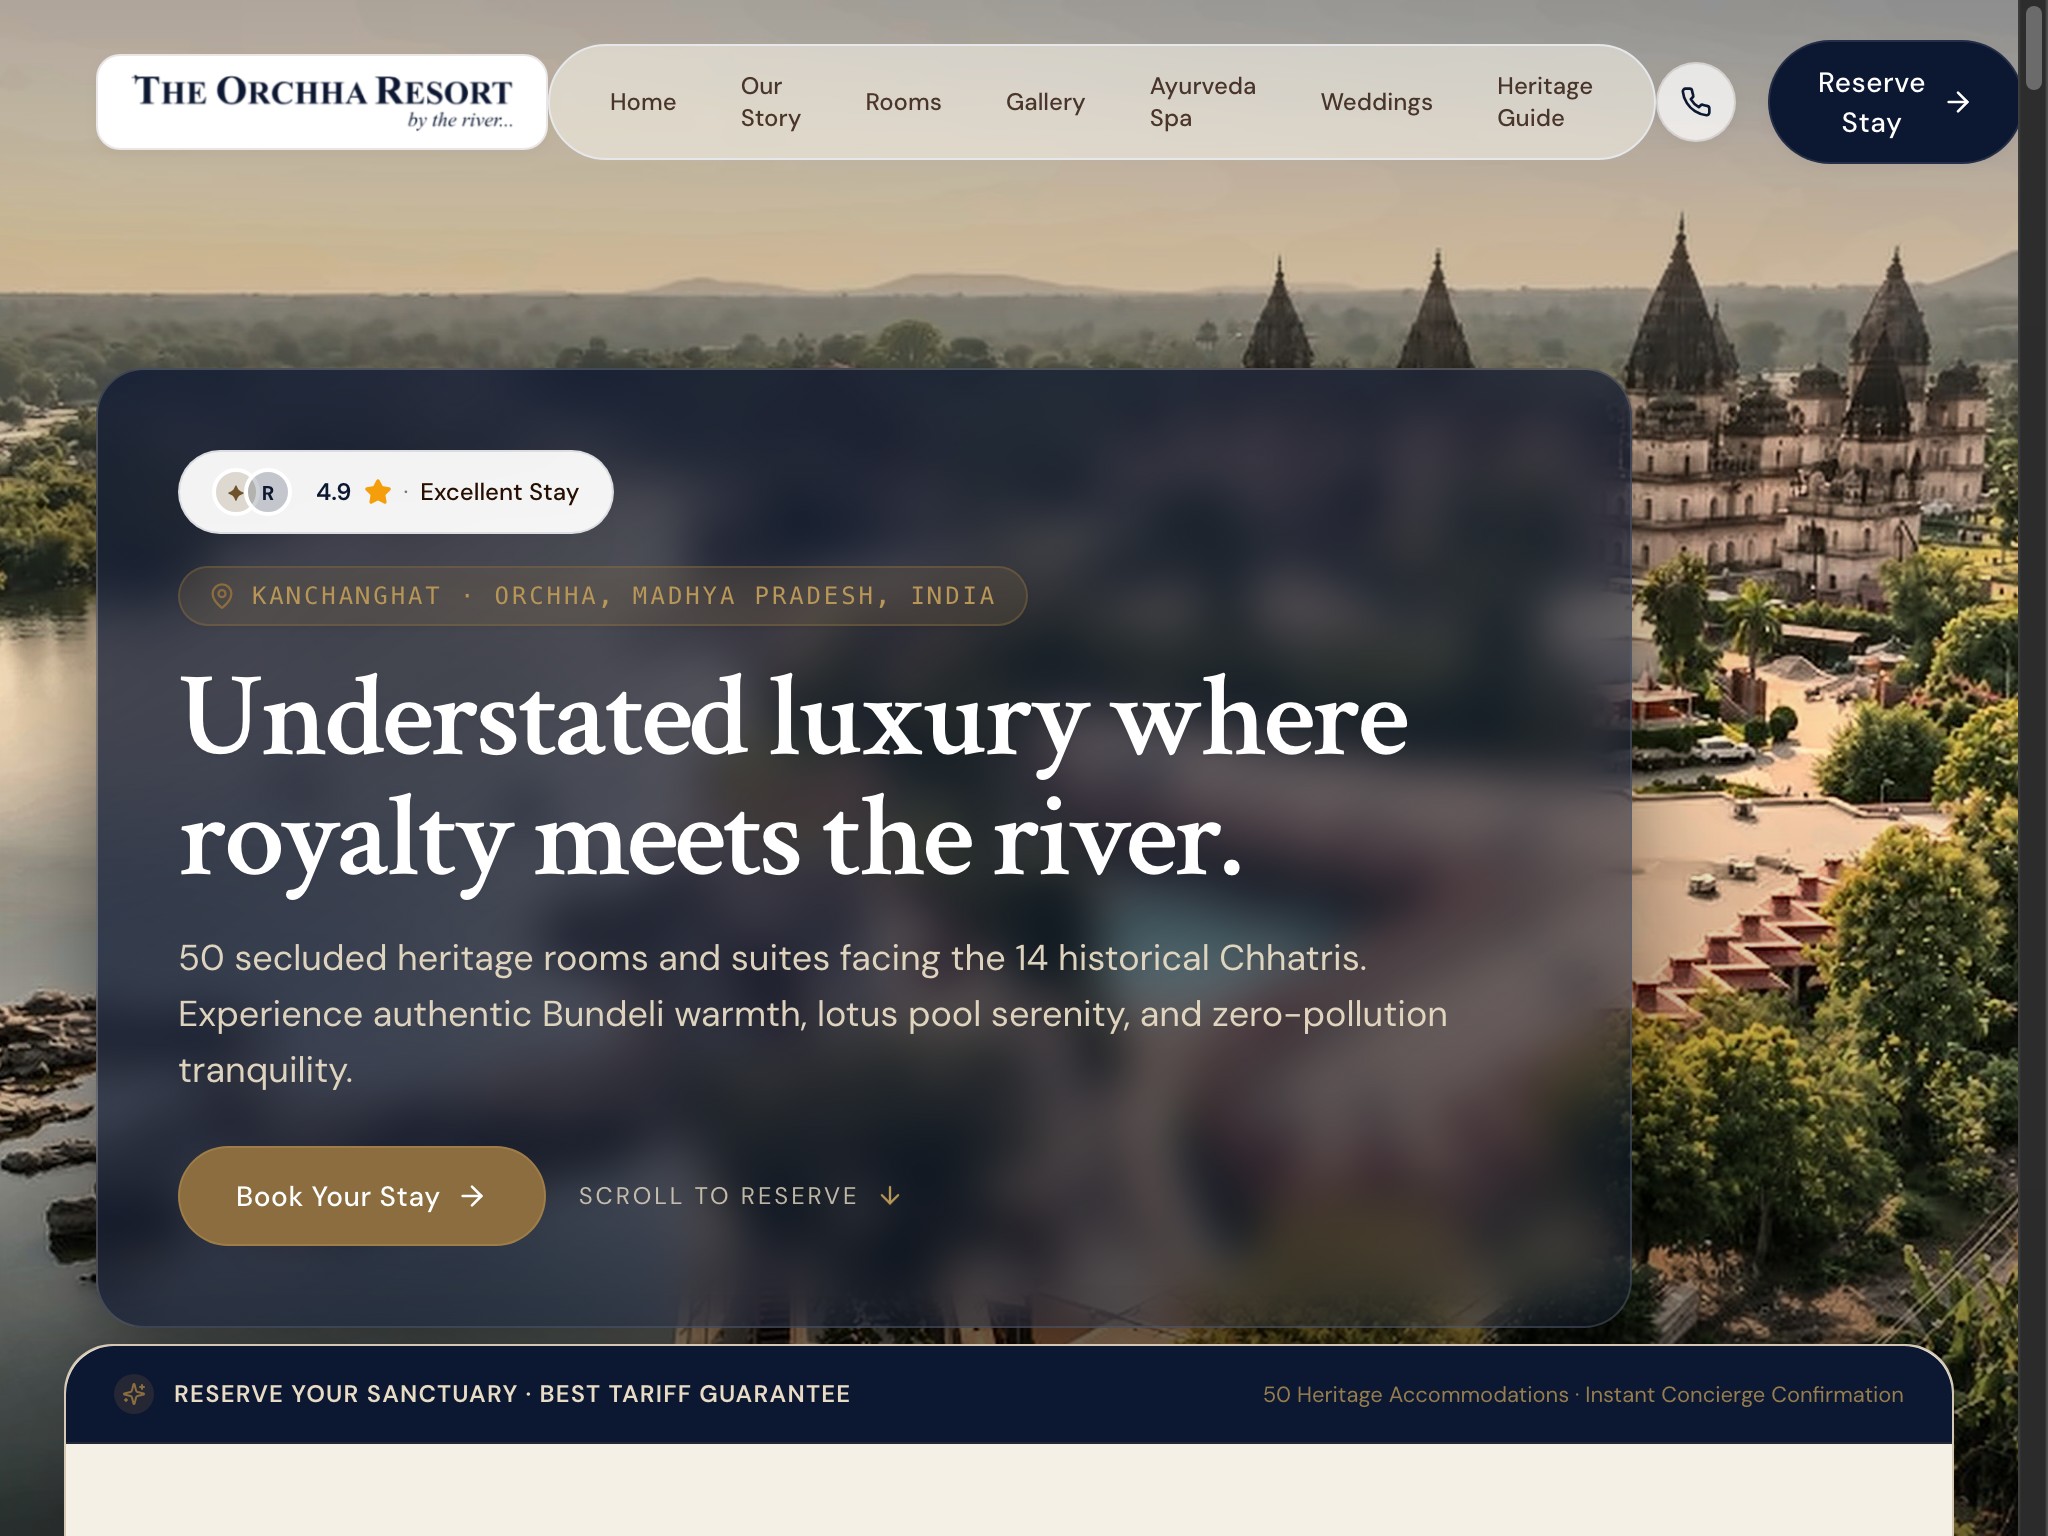 THE ORCHHA RESORT
by the river...
Home
Our
Story
Rooms
Gallery
Ayurveda
Spa
Weddings
Heritage
Guide
Reserve
Stay
R
4.9 · Excellent Stay
KANCHANGHAT · ORCHHA, MADHYA PRADESH, INDIA
Understated luxury where
royalty meets the river.
50 secluded heritage rooms and suites facing the 14 historical Chhatris.
Experience authentic Bundeli warmth, lotus pool serenity, and zero-pollution
tranquility.
Book Your Stay
SCROLL TO RESERVE
RESERVE YOUR SANCTUARY · BEST TARIFF GUARANTEE
50 Heritage Accommodations · Instant Concierge Confirmation